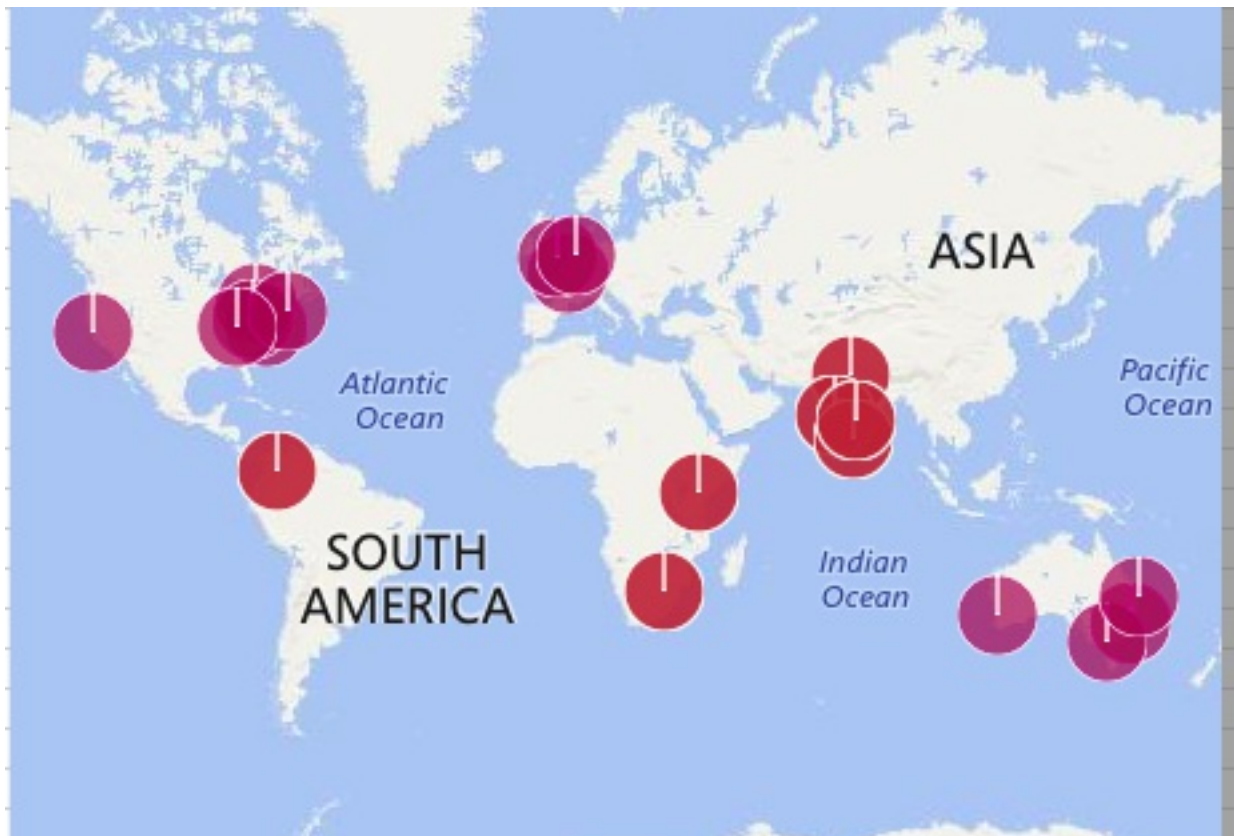 ASIA
Atlantic
Ocean
Pacific
Ocean
SOUTH
AMERICA
Indian
Ocean